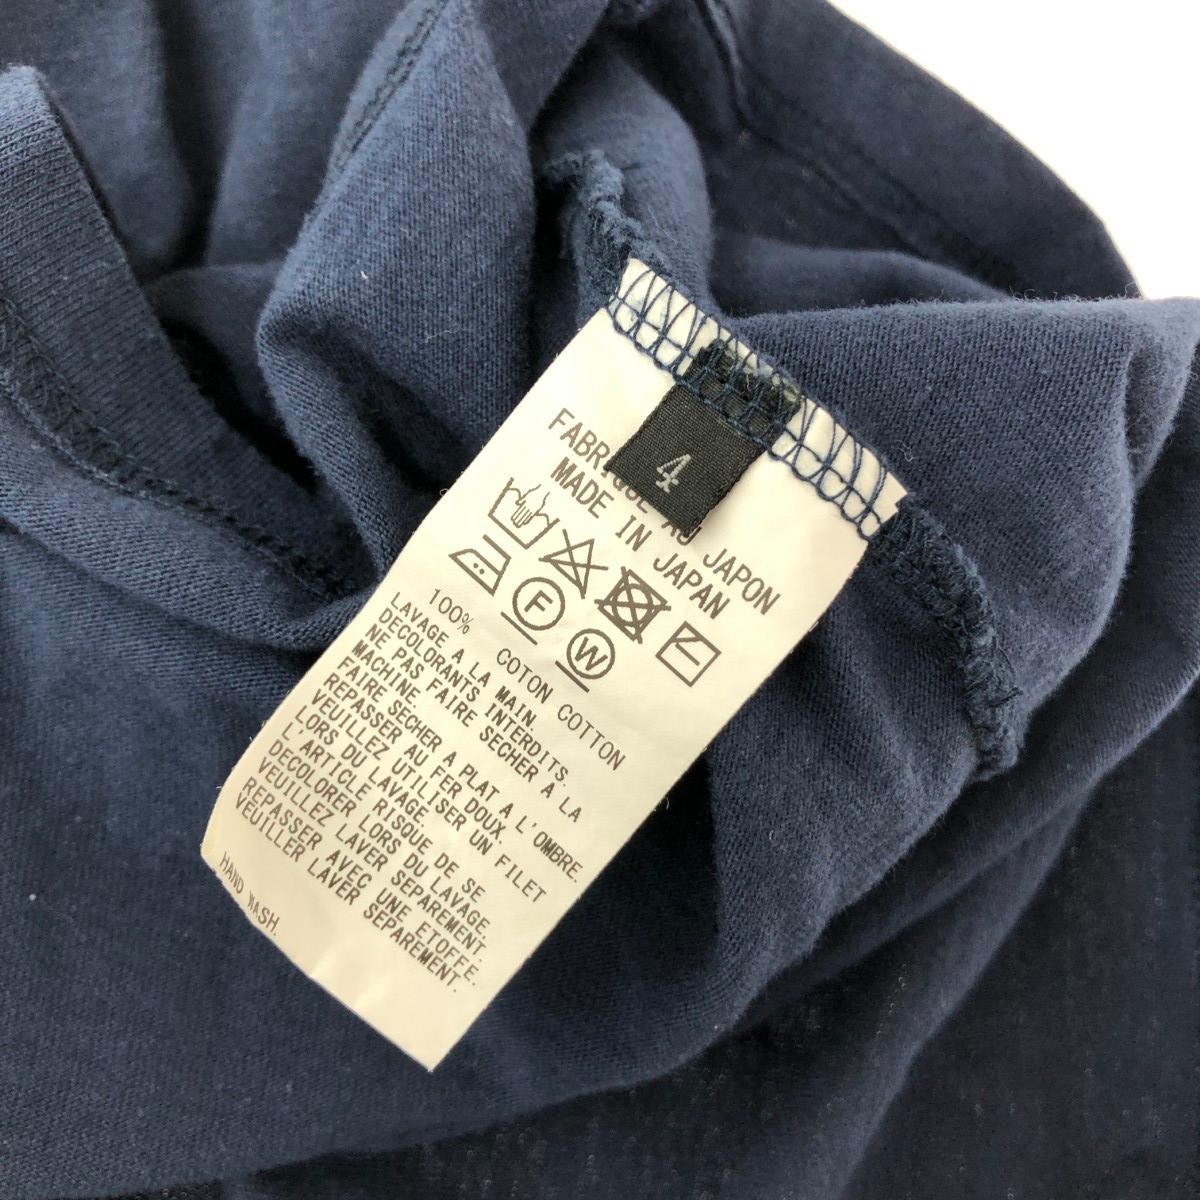 4
FABRIQUE AU JAPON
MADE IN JAPAN
F
W
100% COTON COTTON
LAVAGE A LA MAIN.
DECOLORANTS INTERDITS.
NE PAS FAIRE SECHER A LA
MACHINE.
FAIRE SECHER A PLAT A L'OMBRE.
REPASSER AU FER DOUX.
VEUILLEZ UTILISER UN FILET
LORS DU LAVAGE.
L'ARTICLE RISQUE DE SE
DECOLORER LORS DU LAVAGE.
VEUILLEZ LAVER SEPAREMENT.
REPASSER AVEC UNE ETOFFE.
VEUILLER LAVER SEPAREMENT.
HAND WASH.